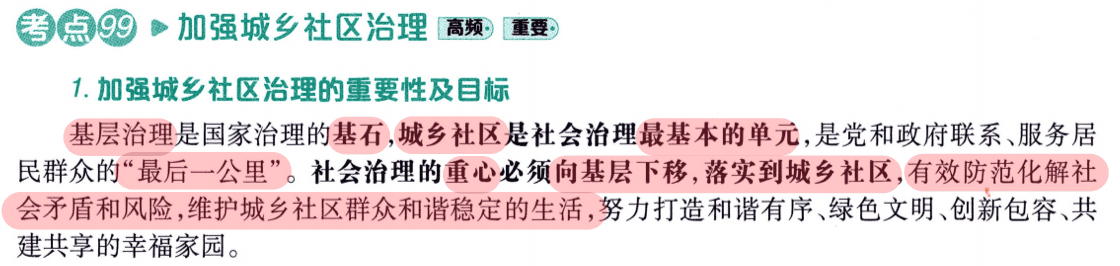 考点99 ▶ 加强城乡社区治理 高频 重要
1. 加强城乡社区治理的重要性及目标
基层治理是国家治理的基石,城乡社区是社会治理最基本的单元,是党和政府联系、服务居
民群众的“最后一公里”。社会治理的重心必须向基层下移,落实到城乡社区,有效防范化解社
会矛盾和风险,维护城乡社区群众和谐稳定的生活,努力打造和谐有序、绿色文明、创新包容、共
建共享的幸福家园。